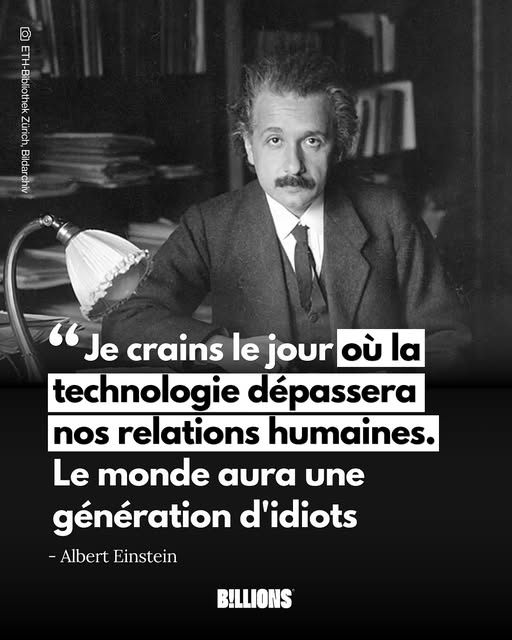 ETH-Bibliothek Zürich, Bildarchiv
“Je crains le jour où la
technologie dépassera
nos relations humaines.
Le monde aura une
génération d'idiots
- Albert Einstein
B!LLIONS